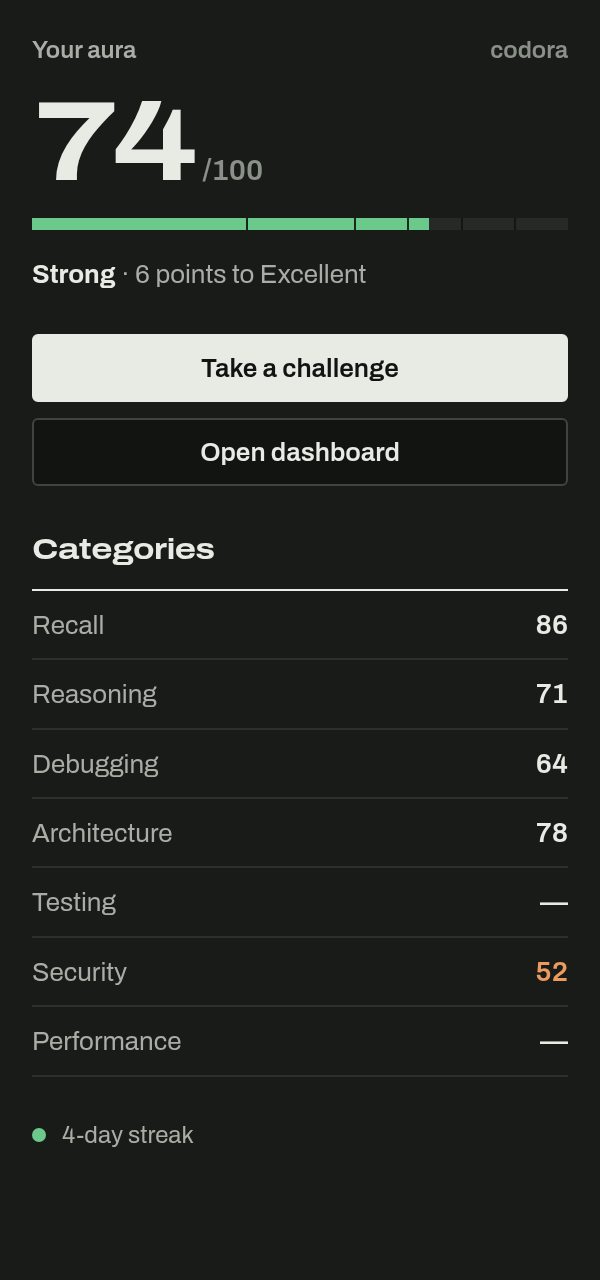 Your aura codora
74 /100
Strong · 6 points to Excellent
Take a challenge
Open dashboard
Categories
Recall 86
Reasoning 71
Debugging 64
Architecture 78
Testing —
Security 52
Performance —
4-day streak